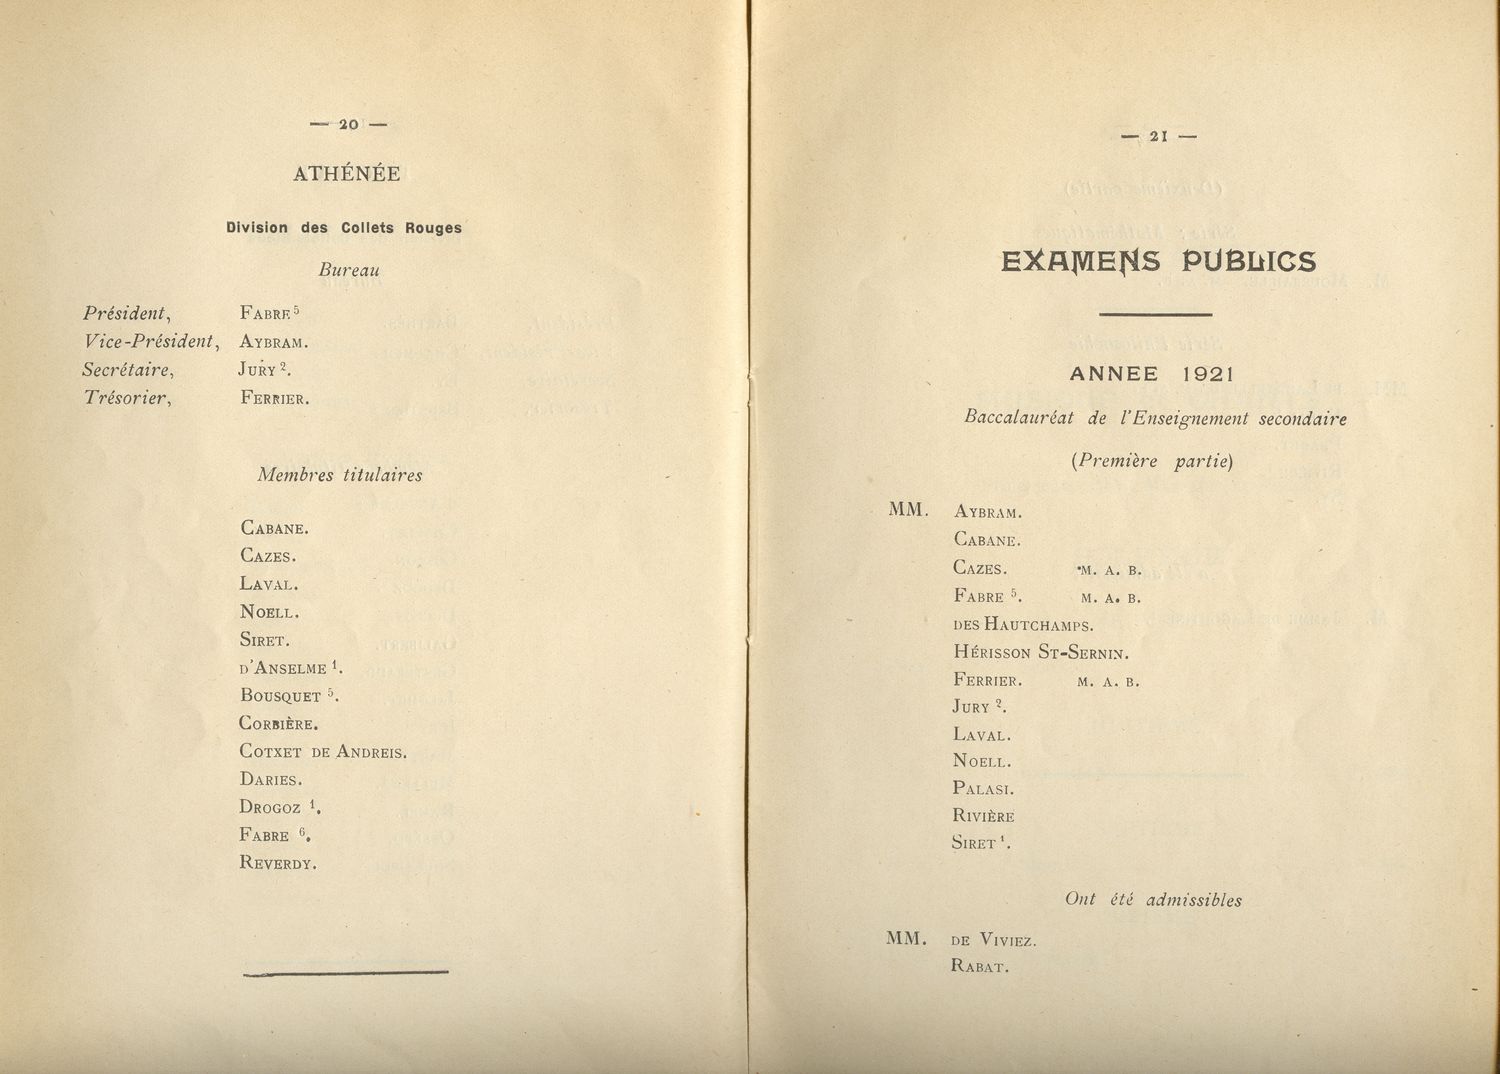 — 20 —
ATHÉNÉE
Division des Collets Rouges
Bureau
Président, FABRE ⁵
Vice-Président, AYBRAM.
Secrétaire, JURY ².
Trésorier, FERRIER.
Membres titulaires
CABANE.
CAZES.
LAVAL.
NOELL.
SIRET.
D'ANSELME ¹.
BOUSQUET ⁵.
CORBIÈRE.
COTXET DE ANDREIS.
DARIES.
DROGOZ ¹.
FABRE ⁶.
REVERDY.
— 21 —
EXAMENS PUBLICS
ANNEE 1921
Baccalauréat de l'Enseignement secondaire
(Première partie)
MM. AYBRAM.
CABANE.
CAZES. M. A. B.
FABRE ⁵. M. A. B.
DES HAUTCHAMPS.
HÉRISSON ST-SERNIN.
FERRIER. M. A. B.
JURY ².
LAVAL.
NOELL.
PALASI.
RIVIÈRE
SIRET ¹.
Ont été admissibles
MM. DE VIVIEZ.
RABAT.